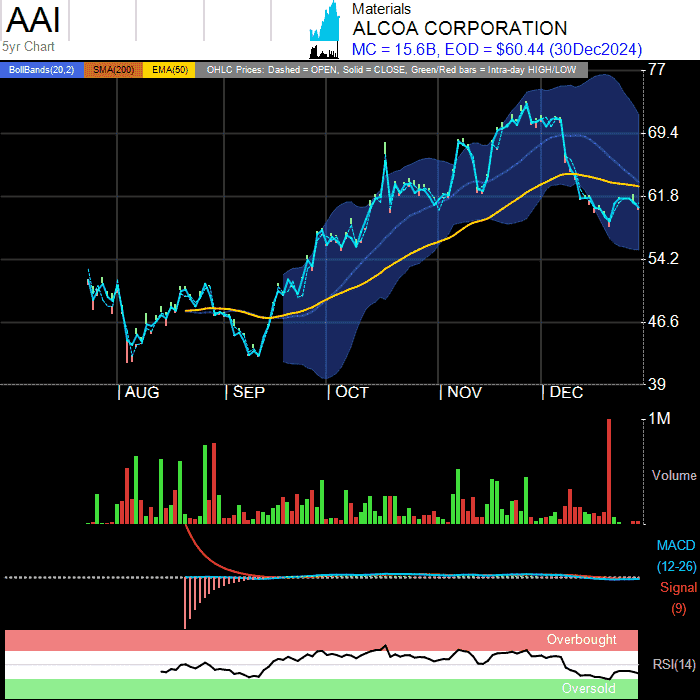 AAI
5yr Chart
Materials
ALCOA CORPORATION
MC = 15.6B, EOD = $60.44 (30Dec2024)
BollBands(20,2) SMA(200) EMA(50) OHLC Prices: Dashed = OPEN, Solid = CLOSE, Green/Red bars = Intra-day HIGH/LOW
77
69.4
61.8
54.2
46.6
39
AUG SEP OCT NOV DEC
1M
Volume
MACD
(12-26)
Signal
(9)
Overbought
RSI(14)
Oversold